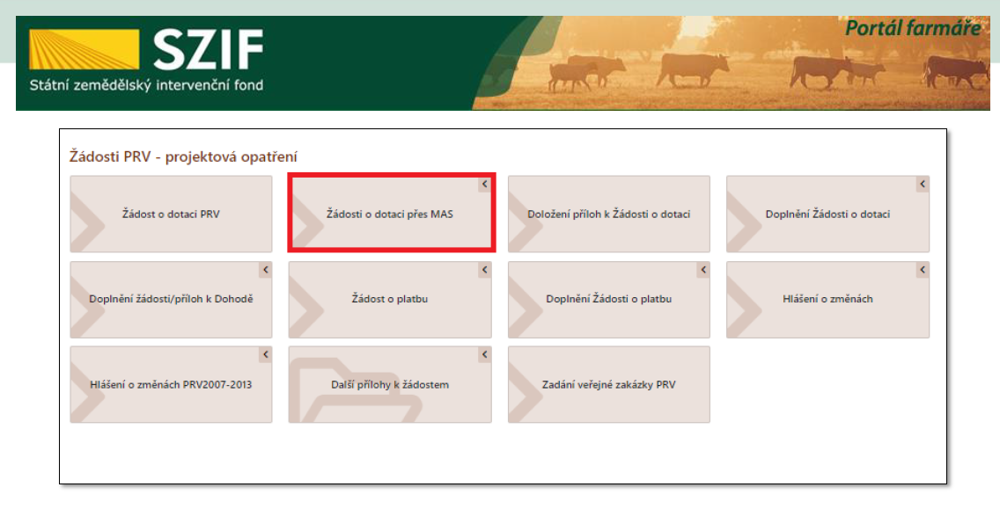 Portál farmáře
SZIF
Státní zemědělský intervenční fond
Žádosti PRV - projektová opatření
Žádost o dotaci PRV
Žádosti o dotaci přes MAS
Doložení příloh k Žádosti o dotaci
Doplnění Žádosti o dotaci
Doplnění žádosti/příloh k Dohodě
Žádost o platbu
Doplnění Žádosti o platbu
Hlášení o změnách
Hlášení o změnách PRV2007-2013
Další přílohy k žádostem
Zadání veřejné zakázky PRV